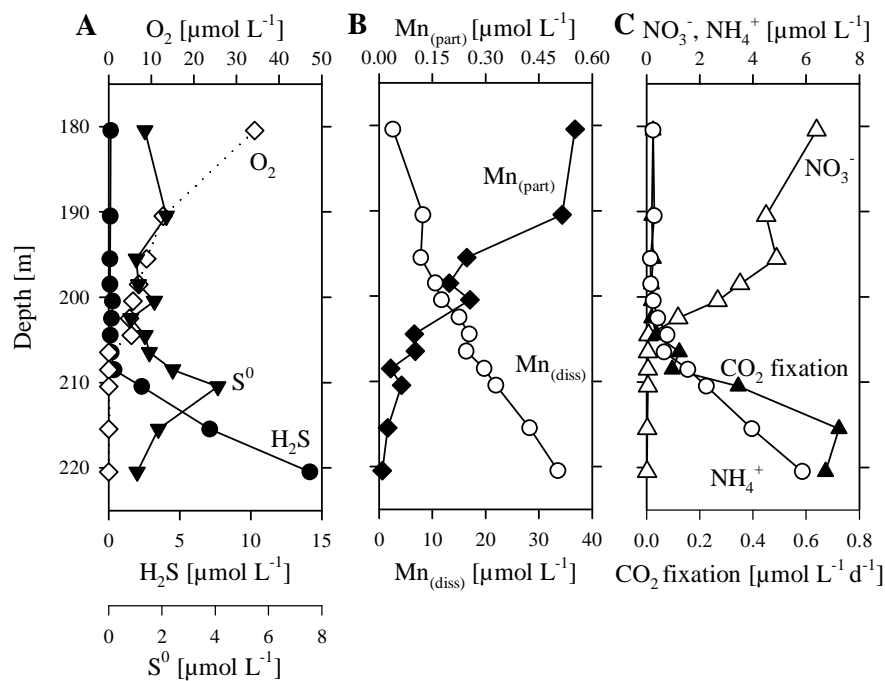 A
O₂ [µmol L⁻¹]
0 10 20 30 40 50
B
Mn(part) [µmol L⁻¹]
0.00 0.15 0.30 0.45 0.60
C
NO₃⁻, NH₄⁺ [µmol L⁻¹]
0 1 2 3 4 5 6 7 8
Depth [m]
180
190
200
210
220
O₂
S⁰
H₂S
0 5 10 15
H₂S [µmol L⁻¹]
0 2 4 6 8
S⁰ [µmol L⁻¹]
Mn(part)
Mn(diss)
0 10 20 30 40
Mn(diss) [µmol L⁻¹]
NO₃⁻
CO₂ fixation
NH₄⁺
0.0 0.2 0.4 0.6 0.8
CO₂ fixation [µmol L⁻¹ d⁻¹]